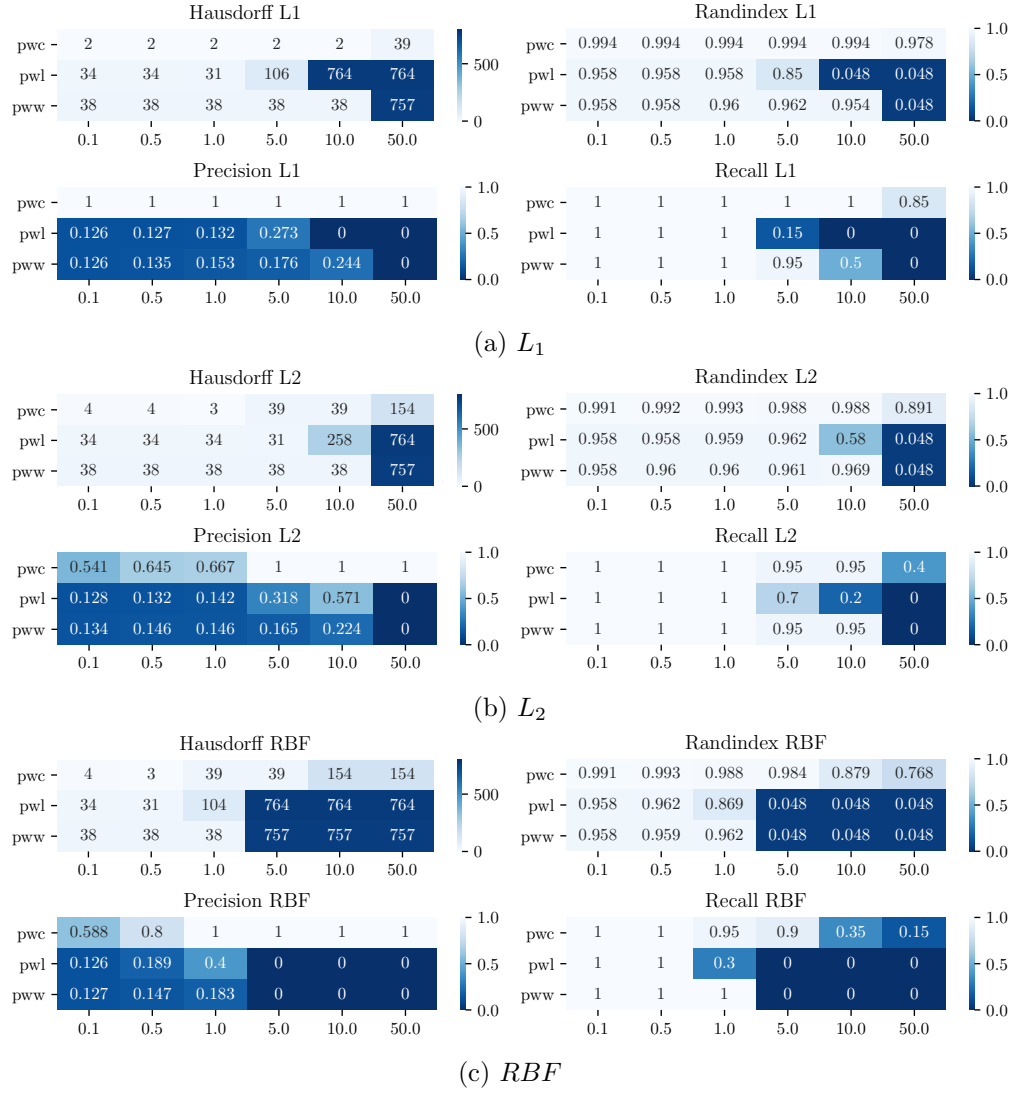 Hausdorff L1
pwc 2 2 2 2 2 39
pwl 34 34 31 106 764 764
pww 38 38 38 38 38 757
0.1 0.5 1.0 5.0 10.0 50.0
500
0
Randindex L1
0.994 0.994 0.994 0.994 0.994 0.978
0.958 0.958 0.958 0.85 0.048 0.048
0.958 0.958 0.96 0.962 0.954 0.048
0.1 0.5 1.0 5.0 10.0 50.0
1.0
0.5
0.0
Precision L1
pwc 1 1 1 1 1 1
pwl 0.126 0.127 0.132 0.273 0 0
pww 0.126 0.135 0.153 0.176 0.244 0
0.1 0.5 1.0 5.0 10.0 50.0
1.0
0.5
0.0
Recall L1
pwc 1 1 1 1 1 0.85
pwl 1 1 1 0.15 0 0
pww 1 1 1 0.95 0.5 0
0.1 0.5 1.0 5.0 10.0 50.0
1.0
0.5
0.0
(a) L1
Hausdorff L2
pwc 4 4 3 39 39 154
pwl 34 34 34 31 258 764
pww 38 38 38 38 38 757
0.1 0.5 1.0 5.0 10.0 50.0
500
0
Randindex L2
pwc 0.991 0.992 0.993 0.988 0.988 0.891
pwl 0.958 0.958 0.959 0.962 0.58 0.048
pww 0.958 0.96 0.96 0.961 0.969 0.048
0.1 0.5 1.0 5.0 10.0 50.0
1.0
0.5
0.0
Precision L2
pwc 0.541 0.645 0.667 1 1 1
pwl 0.128 0.132 0.142 0.318 0.571 0
pww 0.134 0.146 0.146 0.165 0.224 0
0.1 0.5 1.0 5.0 10.0 50.0
1.0
0.5
0.0
Recall L2
pwc 1 1 1 0.95 0.95 0.4
pwl 1 1 1 0.7 0.2 0
pww 1 1 1 0.95 0.95 0
0.1 0.5 1.0 5.0 10.0 50.0
1.0
0.5
0.0
(b) L2
Hausdorff RBF
pwc 4 3 39 39 154 154
pwl 34 31 104 764 764 764
pww 38 38 38 757 757 757
0.1 0.5 1.0 5.0 10.0 50.0
500
0
Randindex RBF
pwc 0.991 0.993 0.988 0.984 0.879 0.768
pwl 0.958 0.962 0.869 0.048 0.048 0.048
pww 0.958 0.959 0.962 0.048 0.048 0.048
0.1 0.5 1.0 5.0 10.0 50.0
1.0
0.5
0.0
Precision RBF
pwc 0.588 0.8 1 1 1 1
pwl 0.126 0.189 0.4 0 0 0
pww 0.127 0.147 0.183 0 0 0
0.1 0.5 1.0 5.0 10.0 50.0
1.0
0.5
0.0
Recall RBF
pwc 1 1 0.95 0.9 0.35 0.15
pwl 1 1 0.3 0 0 0
pww 1 1 1 0 0 0
0.1 0.5 1.0 5.0 10.0 50.0
1.0
0.5
0.0
(c) RBF